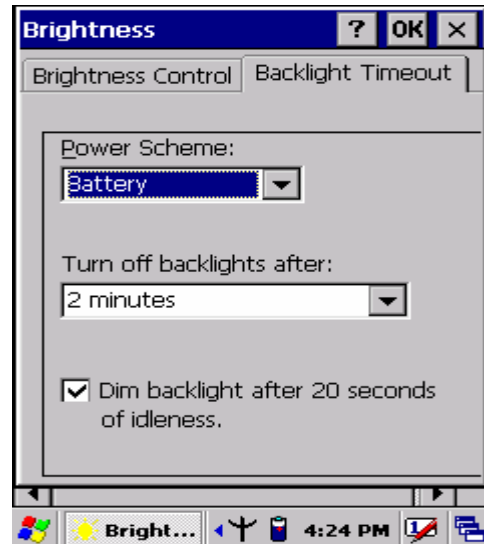 Brightness ? OK ×
Brightness Control Backlight Timeout
Power Scheme:
Battery
Turn off backlights after:
2 minutes
Dim backlight after 20 seconds
of idleness.
Bright... 4:24 PM